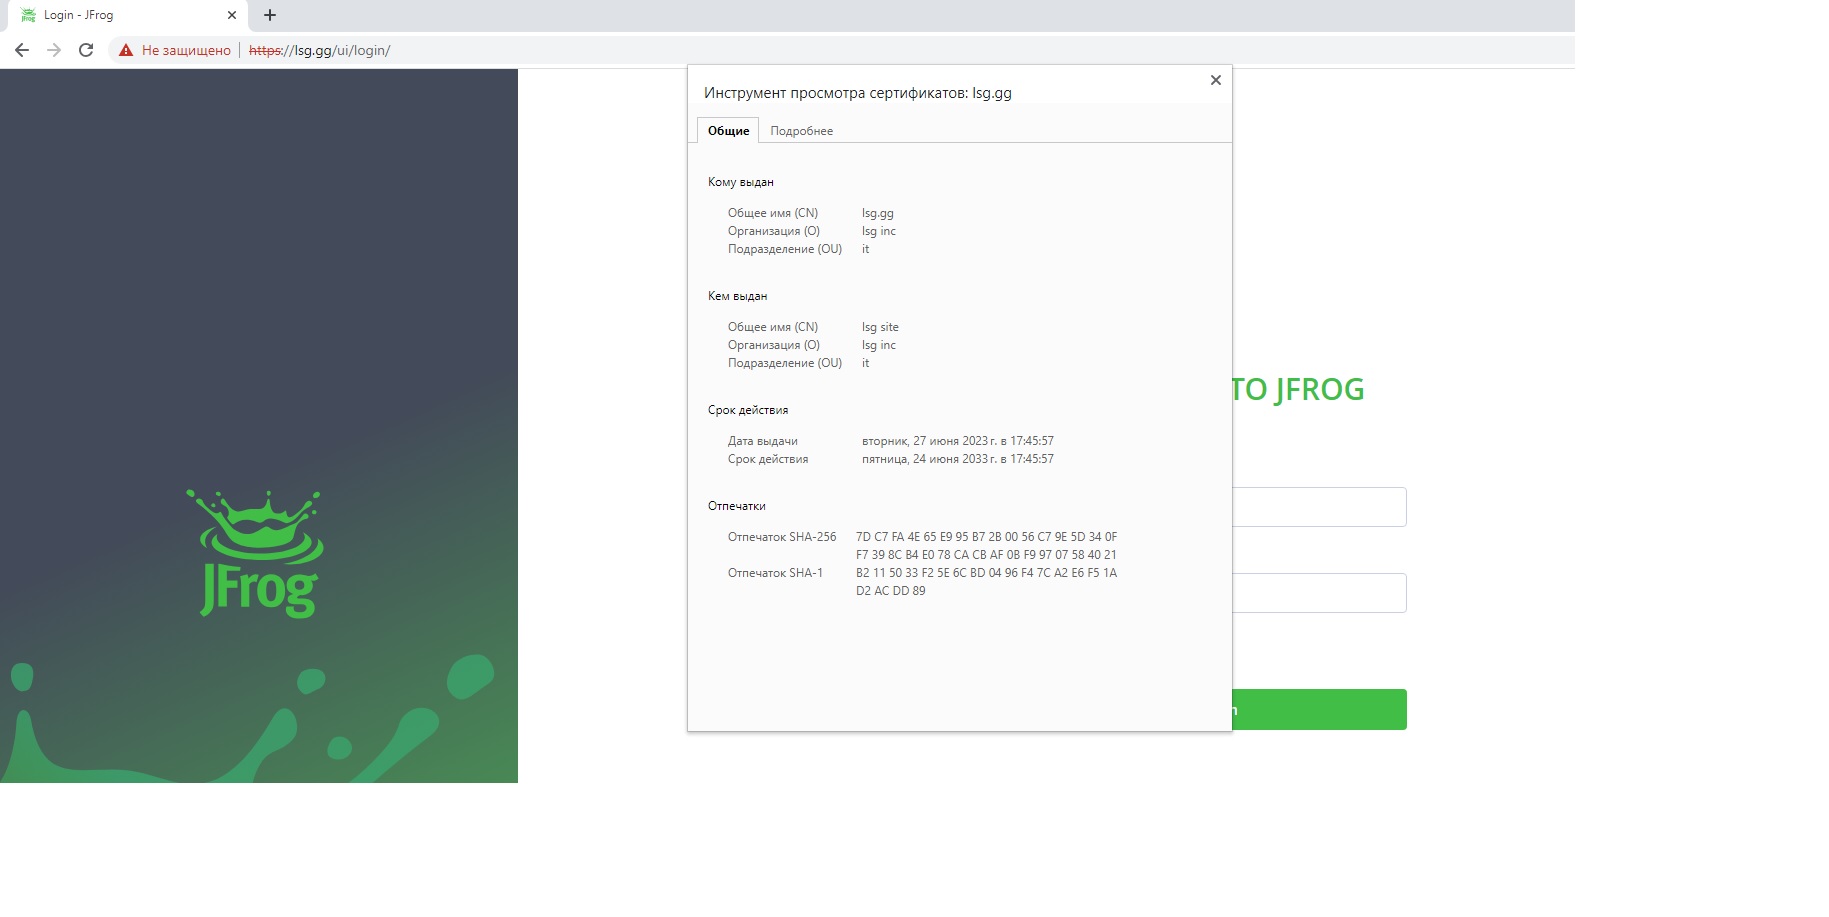 Login - JFrog
Не защищено https://lsg.gg/ui/login/
Инструмент просмотра сертификатов: lsg.gg
Общие Подробнее
Кому выдан
Общее имя (CN) lsg.gg
Организация (O) lsg inc
Подразделение (OU) it
Кем выдан
Общее имя (CN) lsg site
Организация (O) lsg inc
Подразделение (OU) it
Срок действия
Дата выдачи вторник, 27 июня 2023 г. в 17:45:57
Срок действия пятница, 24 июня 2033 г. в 17:45:57
Отпечатки
Отпечаток SHA-256 7D C7 FA 4E 65 E9 95 B7 2B 00 56 C7 9E 5D 34 0F
F7 39 8C B4 E0 78 CA CB AF 0B F9 97 07 58 40 21
Отпечаток SHA-1 B2 11 50 33 F2 5E 6C BD 04 96 F4 7C A2 E6 F5 1A
D2 AC DD 89
TO JFROG
JFrog